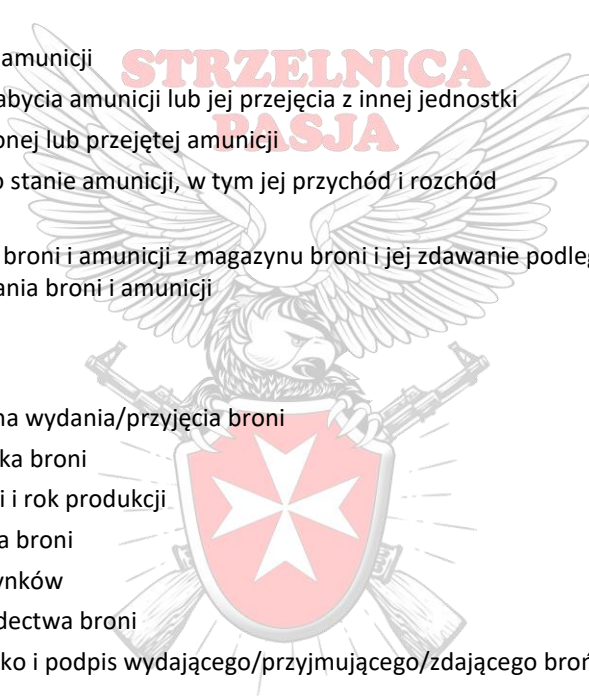 amunicji
STRZELNICA
abycia amunicji lub jej przejęcia z innej jednostki
PASJA
onej lub przejętej amunicji
o stanie amunicji, w tym jej przychód i rozchód
broni i amunicji z magazynu broni i jej zdawanie podleg
ania broni i amunicji
na wydania/przyjęcia broni
ka broni
i i rok produkcji
a broni
ynków
dectwa broni
ko i podpis wydającego/przyjmującego/zdającego broń